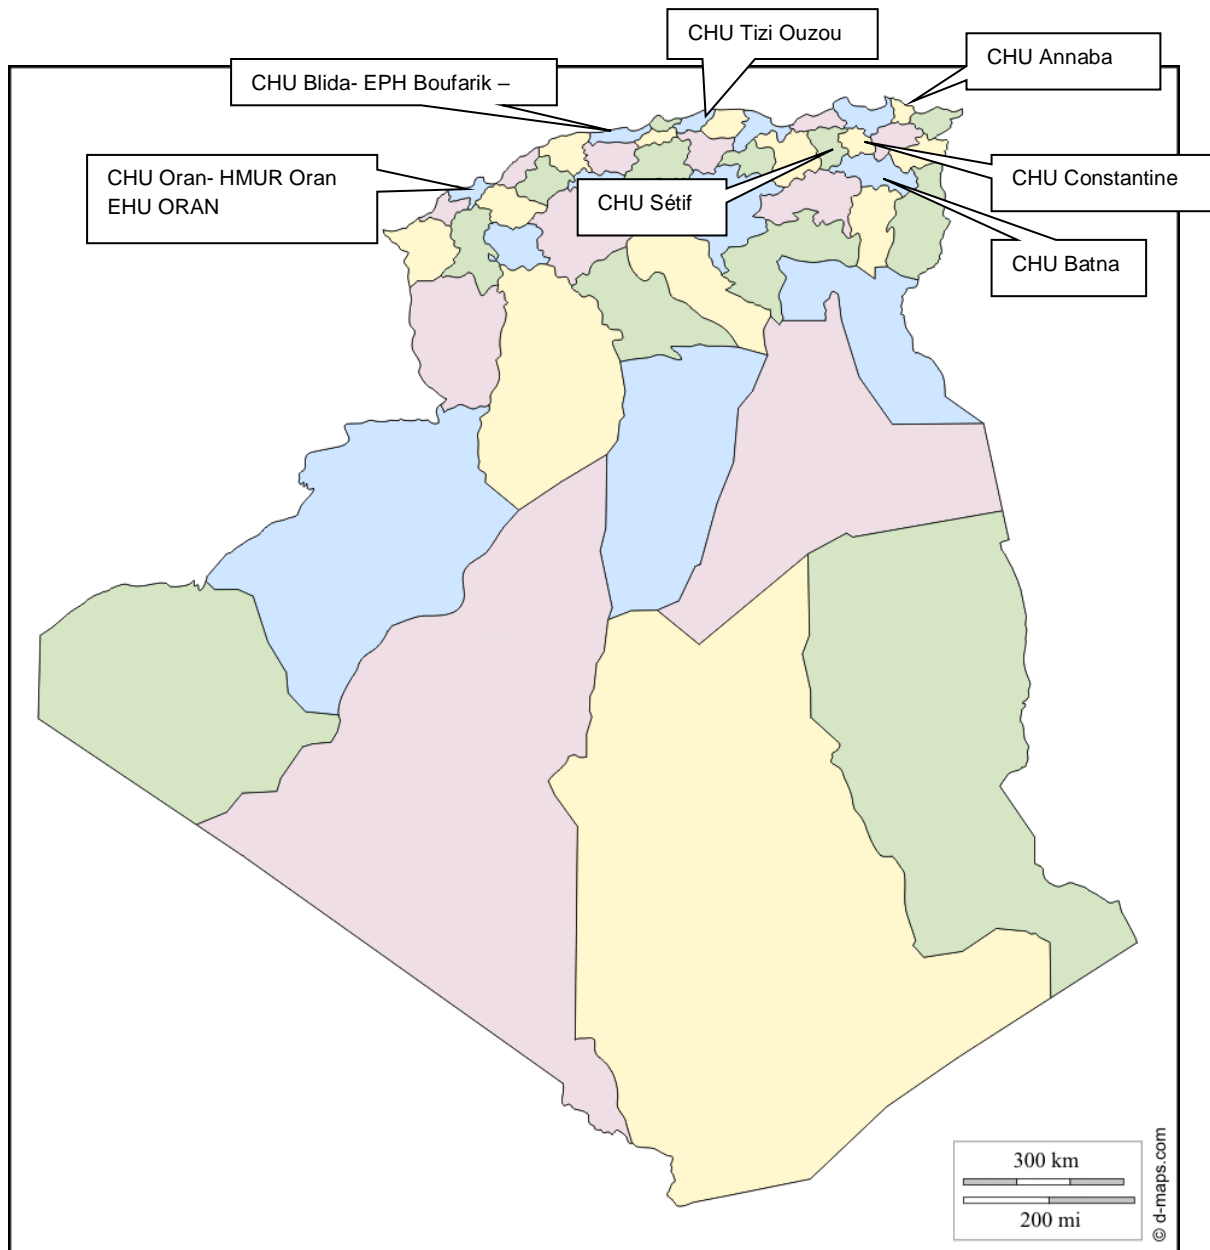 CHU Tizi Ouzou
CHU Annaba
CHU Blida- EPH Boufarik –
CHU Oran- HMUR Oran
EHU ORAN
CHU Sétif
CHU Constantine
CHU Batna
300 km
200 mi
© d-maps.com